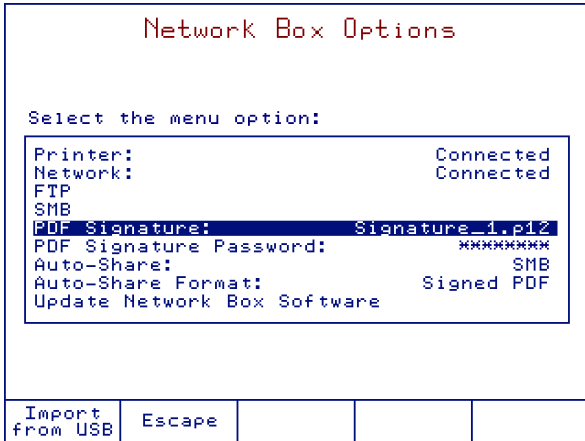 Network Box Options
Select the menu option:
Printer: Connected
Network: Connected
FTP
SMB
PDF Signature: Signature_1.p12
PDF Signature Password: ********
Auto-Share: SMB
Auto-Share Format: Signed PDF
Update Network Box Software
Import
from USB
Escape